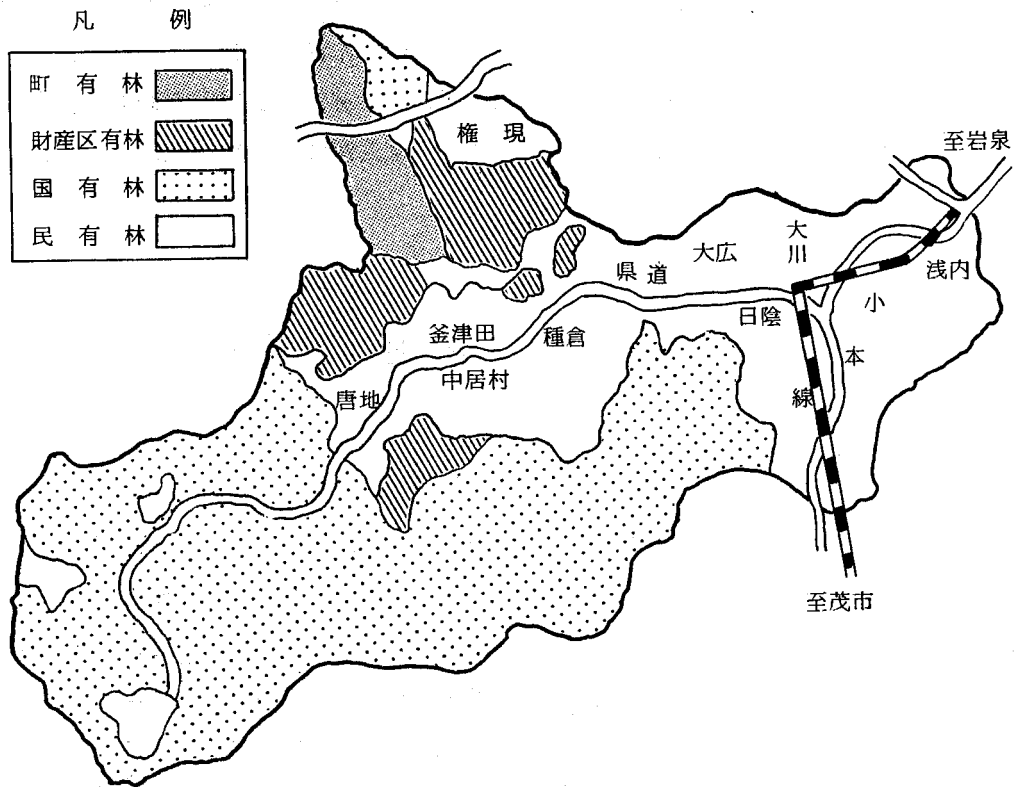 凡例
町有林
財産区有林
国有林
民有林
権現
至岩泉
大川
大広
県道
浅内
小本線
日陰
種倉
釜津田
中居村
唐地
至茂市